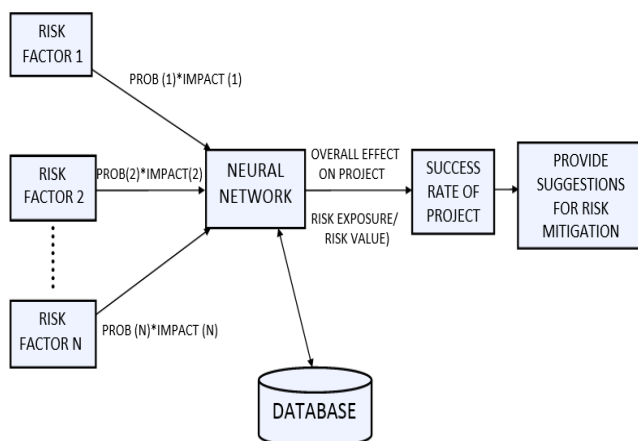 RISK
FACTOR 1
PROB (1)*IMPACT (1)
RISK
FACTOR 2
PROB(2)*IMPACT(2)
NEURAL
NETWORK
OVERALL EFFECT
ON PROJECT
RISK EXPOSURE/
RISK VALUE)
SUCCESS
RATE OF
PROJECT
PROVIDE
SUGGESTIONS
FOR RISK
MITIGATION
RISK
FACTOR N
PROB (N)*IMPACT (N)
DATABASE